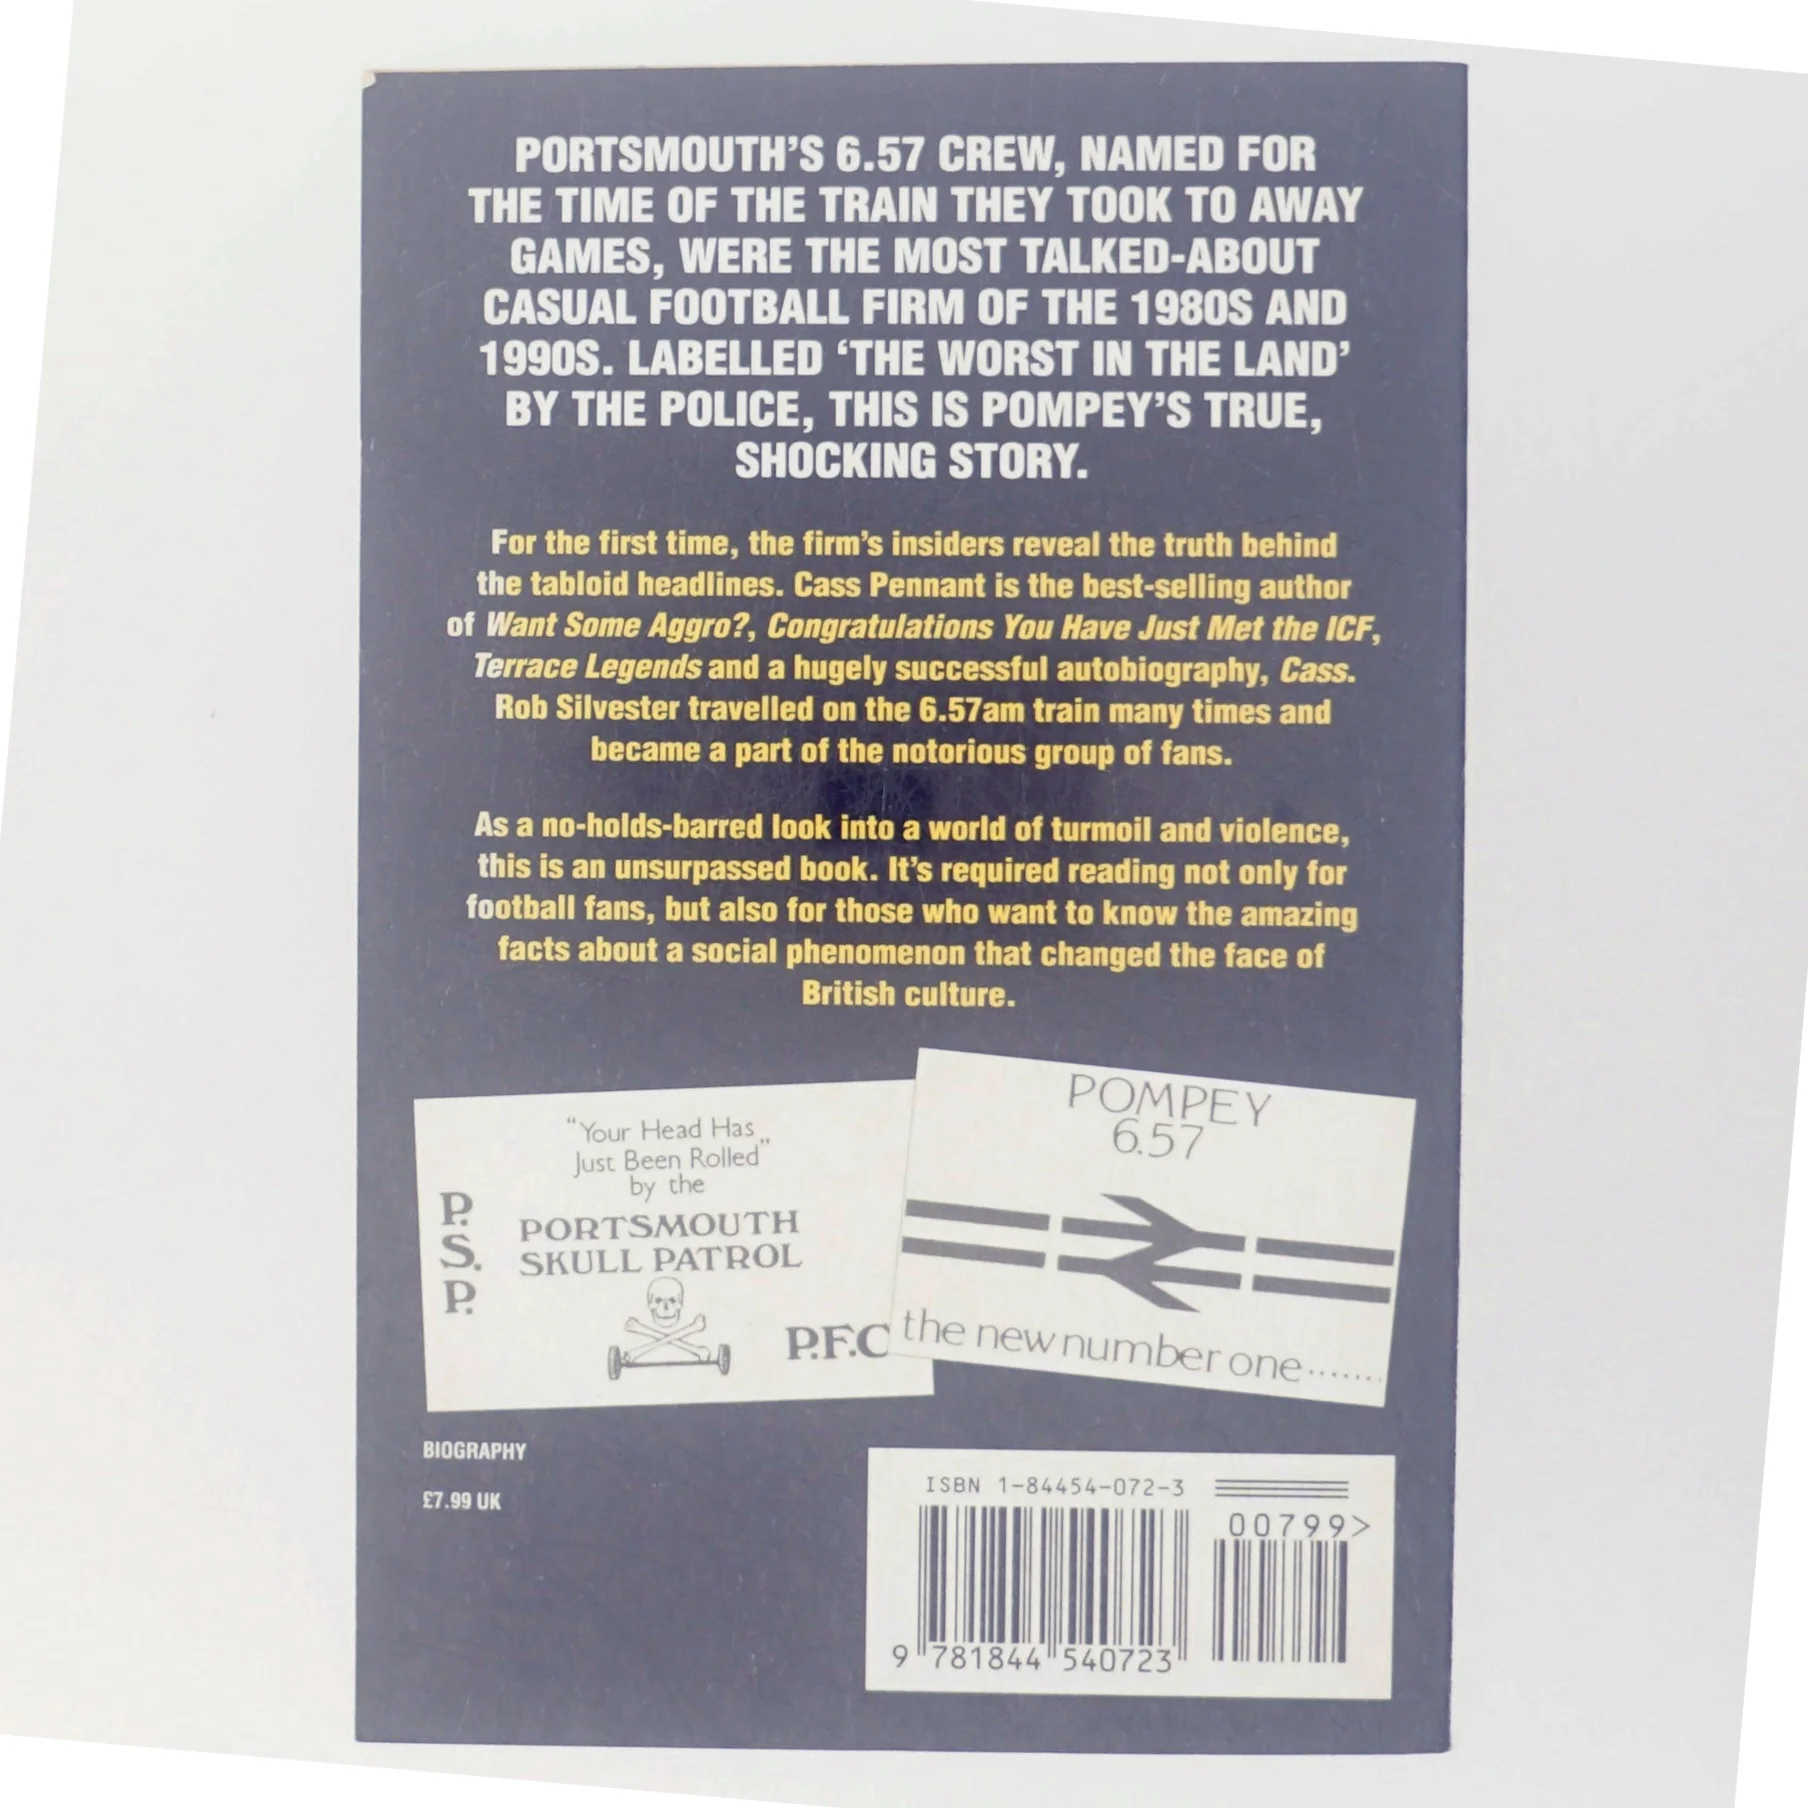 PORTSMOUTH'S 6.57 CREW, NAMED FOR
THE TIME OF THE TRAIN THEY TOOK TO AWAY
GAMES, WERE THE MOST TALKED-ABOUT
CASUAL FOOTBALL FIRM OF THE 1980S AND
1990S. LABELLED ‘THE WORST IN THE LAND’
BY THE POLICE, THIS IS POMPEY’S TRUE,
SHOCKING STORY.
For the first time, the firm’s insiders reveal the truth behind
the tabloid headlines. Cass Pennant is the best-selling author
of Want Some Aggro?, Congratulations You Have Just Met the ICF,
Terrace Legends and a hugely successful autobiography, Cass.
Rob Silvester travelled on the 6.57am train many times and
became a part of the notorious group of fans.
As a no-holds-barred look into a world of turmoil and violence,
this is an unsurpassed book. It’s required reading not only for
football fans, but also for those who want to know the amazing
facts about a social phenomenon that changed the face of
British culture.
"Your Head Has
Just Been Rolled"
by the
PORTSMOUTH
SKULL PATROL
P.
S.
P.
P.F.C
POMPEY
6.57
the new number one.......
BIOGRAPHY
£7.99 UK
ISBN 1-84454-072-3
00799>
9 781844 540723